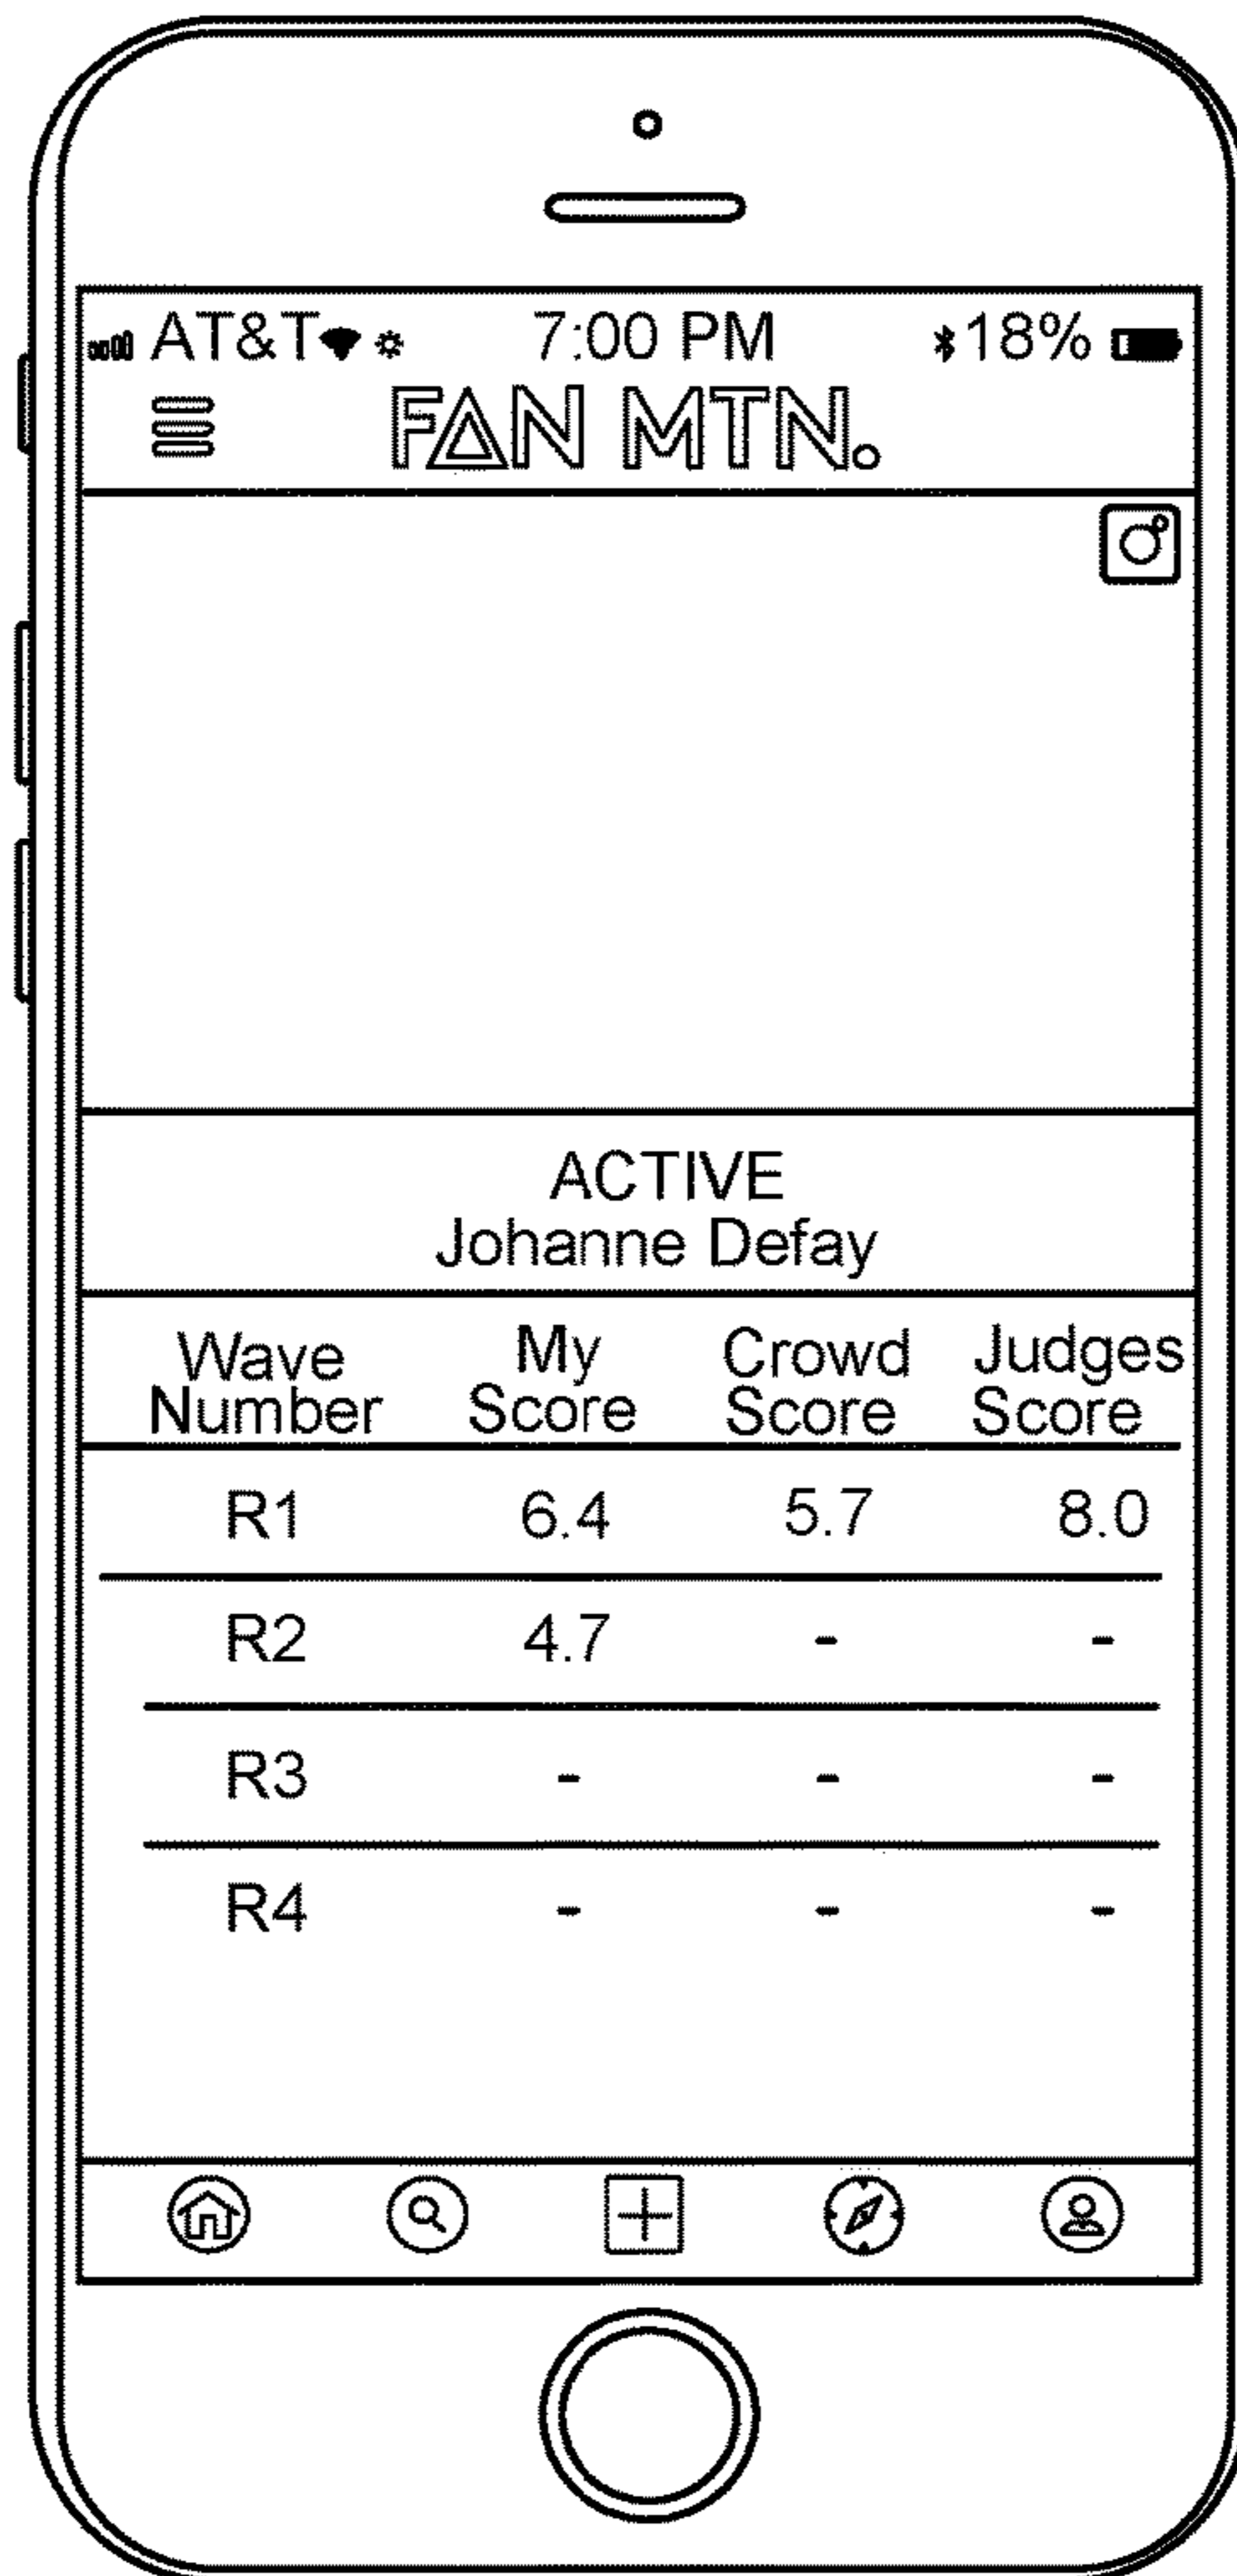 AT&T 7:00 PM 18%
FAN MTN.
ACTIVE
Johanne Defay
Wave Number My Score Crowd Score Judges Score
R1 6.4 5.7 8.0
R2 4.7 - -
R3 - - -
R4 - - -